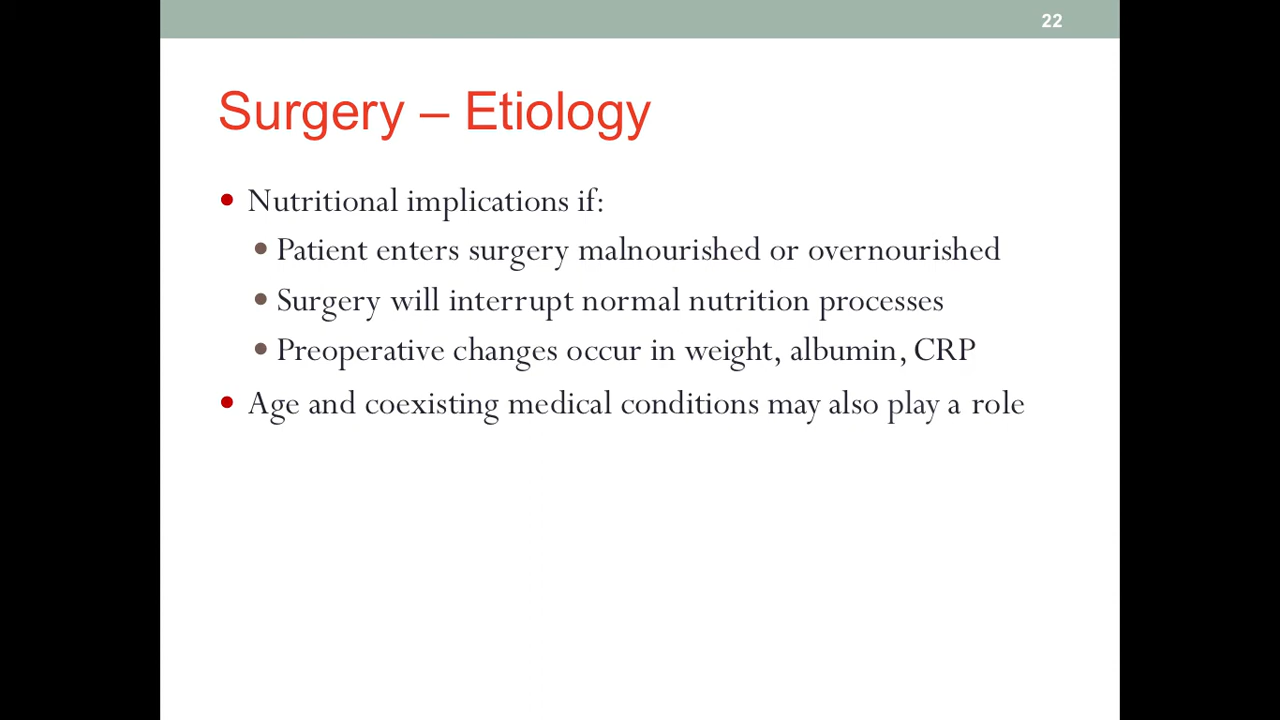 22
Surgery – Etiology
• Nutritional implications if:
• Patient enters surgery malnourished or overnourished
• Surgery will interrupt normal nutrition processes
• Preoperative changes occur in weight, albumin, CRP
• Age and coexisting medical conditions may also play a role